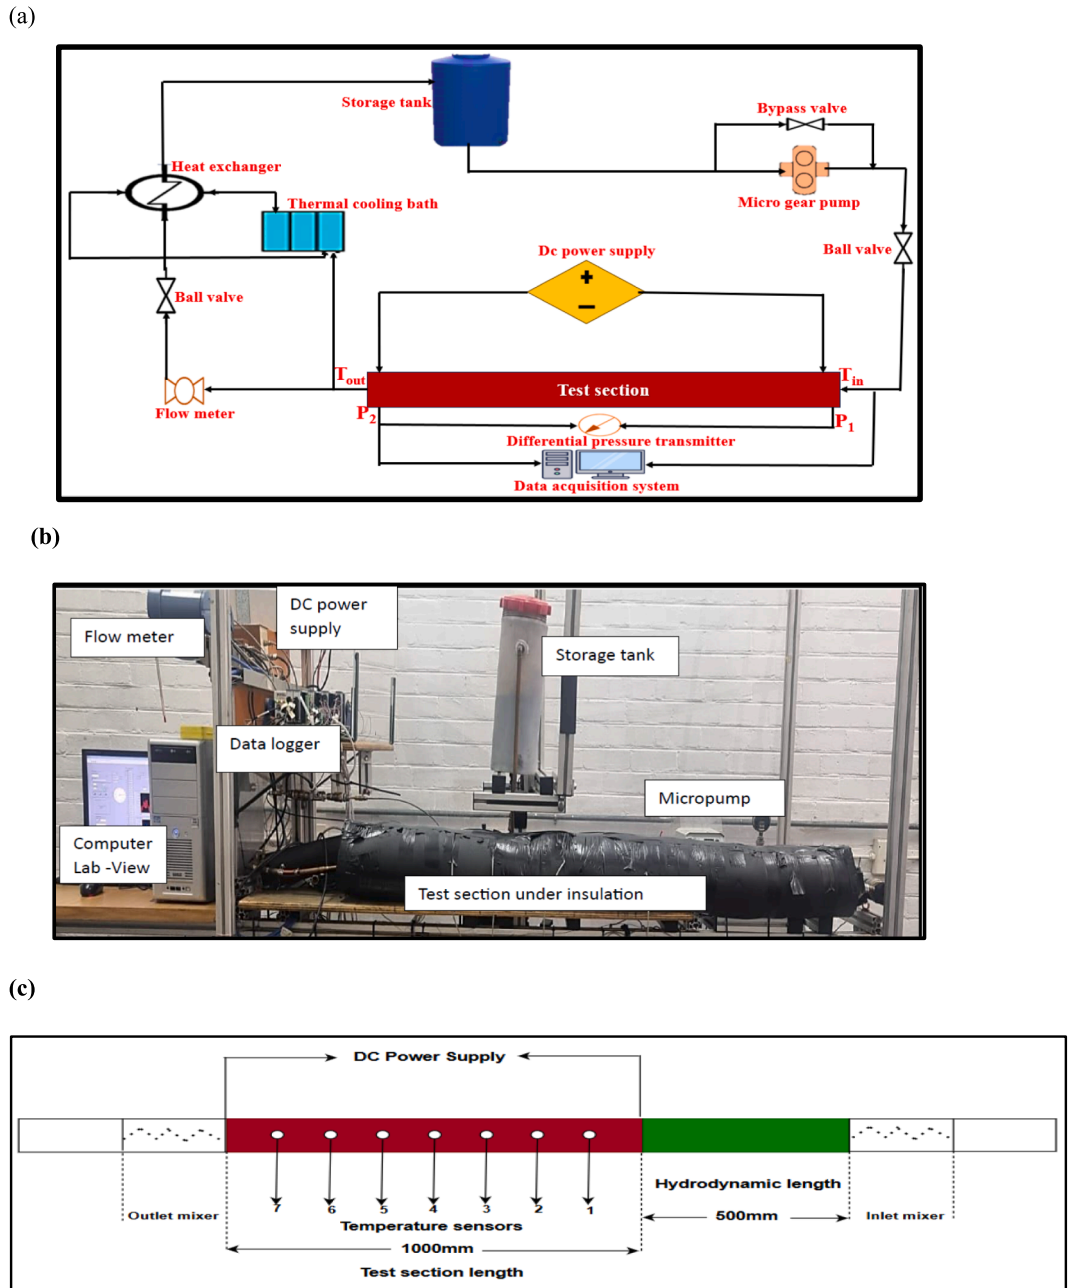 (a)
Storage tank
Bypass valve
Heat exchanger
Thermal cooling bath
Micro gear pump
Dc power supply
Ball valve
+
−
Ball valve
Tout
Test section
Tin
Flow meter
P2
P1
Differential pressure transmitter
Data acquisition system
(b)
DC power
supply
Flow meter
Storage tank
Data logger
Micropump
Computer
Lab -View
Test section under insulation
(c)
DC Power Supply
Hydrodynamic length
7 6 5 4 3 2 1
Outlet mixer
Temperature sensors
500mm
Inlet mixer
1000mm
Test section length